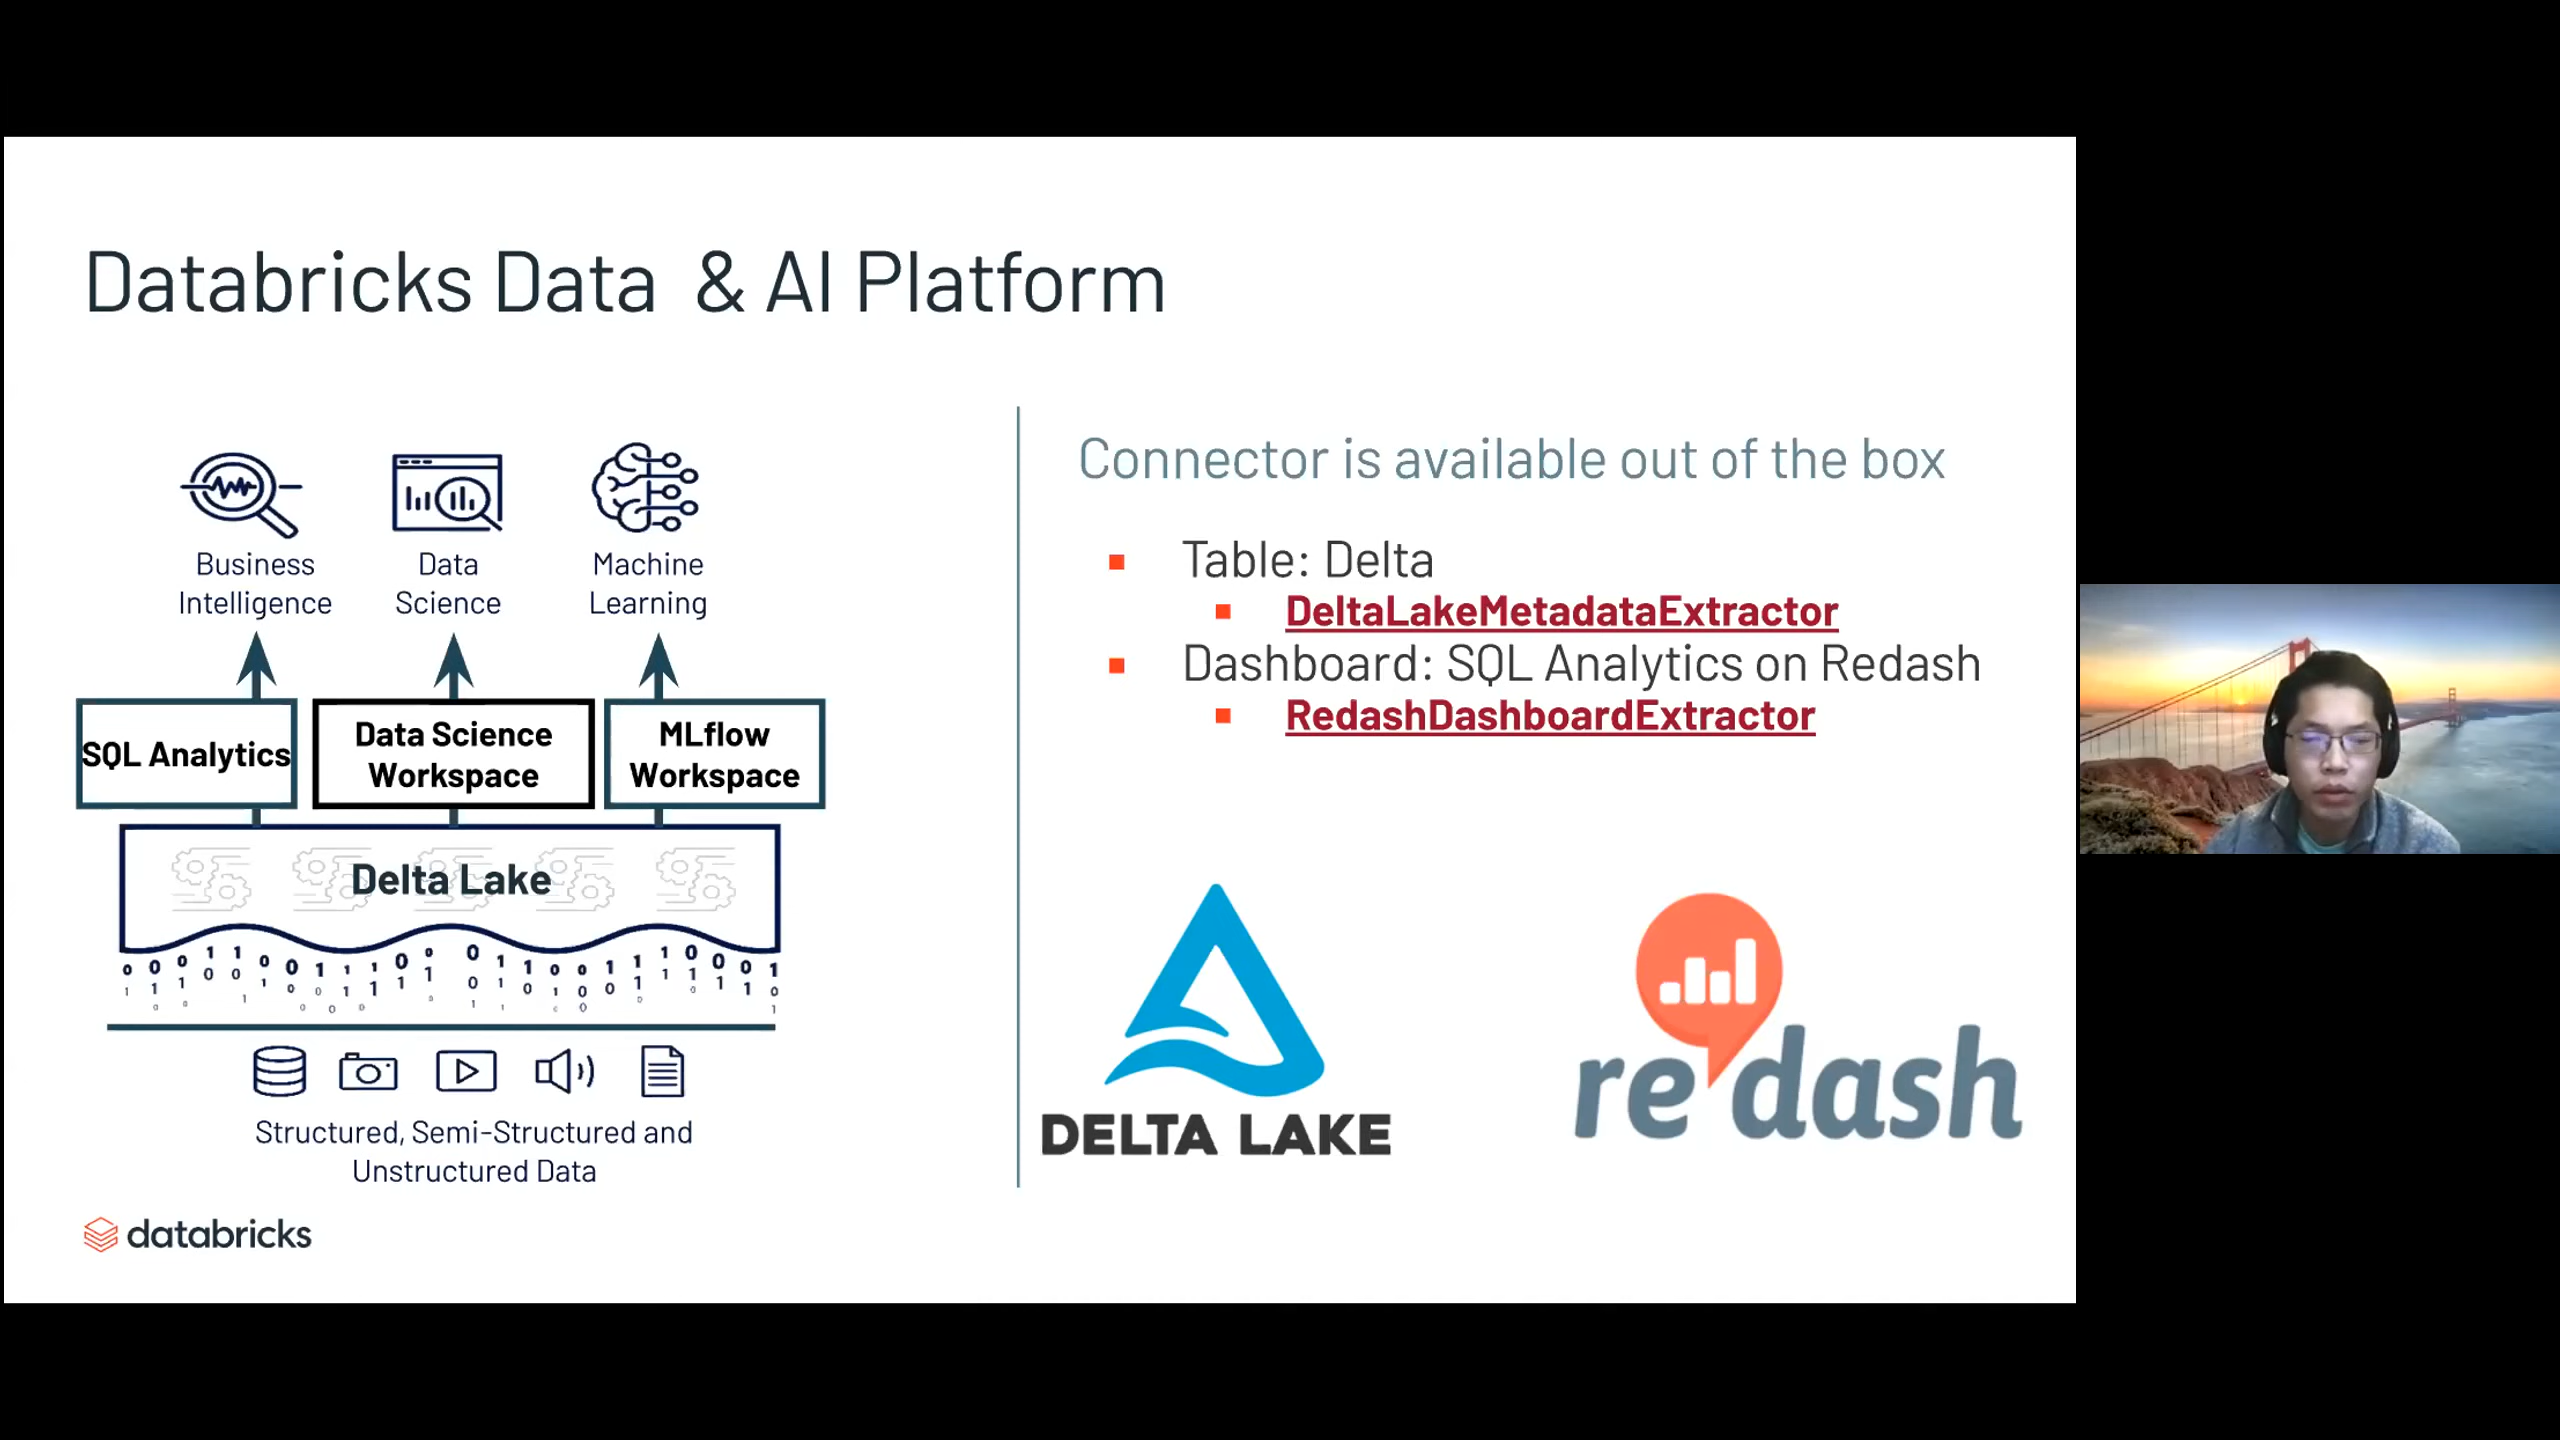 Databricks Data & AI Platform
Business
Intelligence
Data
Science
Machine
Learning
SQL Analytics
Data Science
Workspace
MLflow
Workspace
Delta Lake
Structured, Semi-Structured and
Unstructured Data
databricks
Connector is available out of the box
Table: Delta
DeltaLakeMetadataExtractor
Dashboard: SQL Analytics on Redash
RedashDashboardExtractor
DELTA LAKE
redash